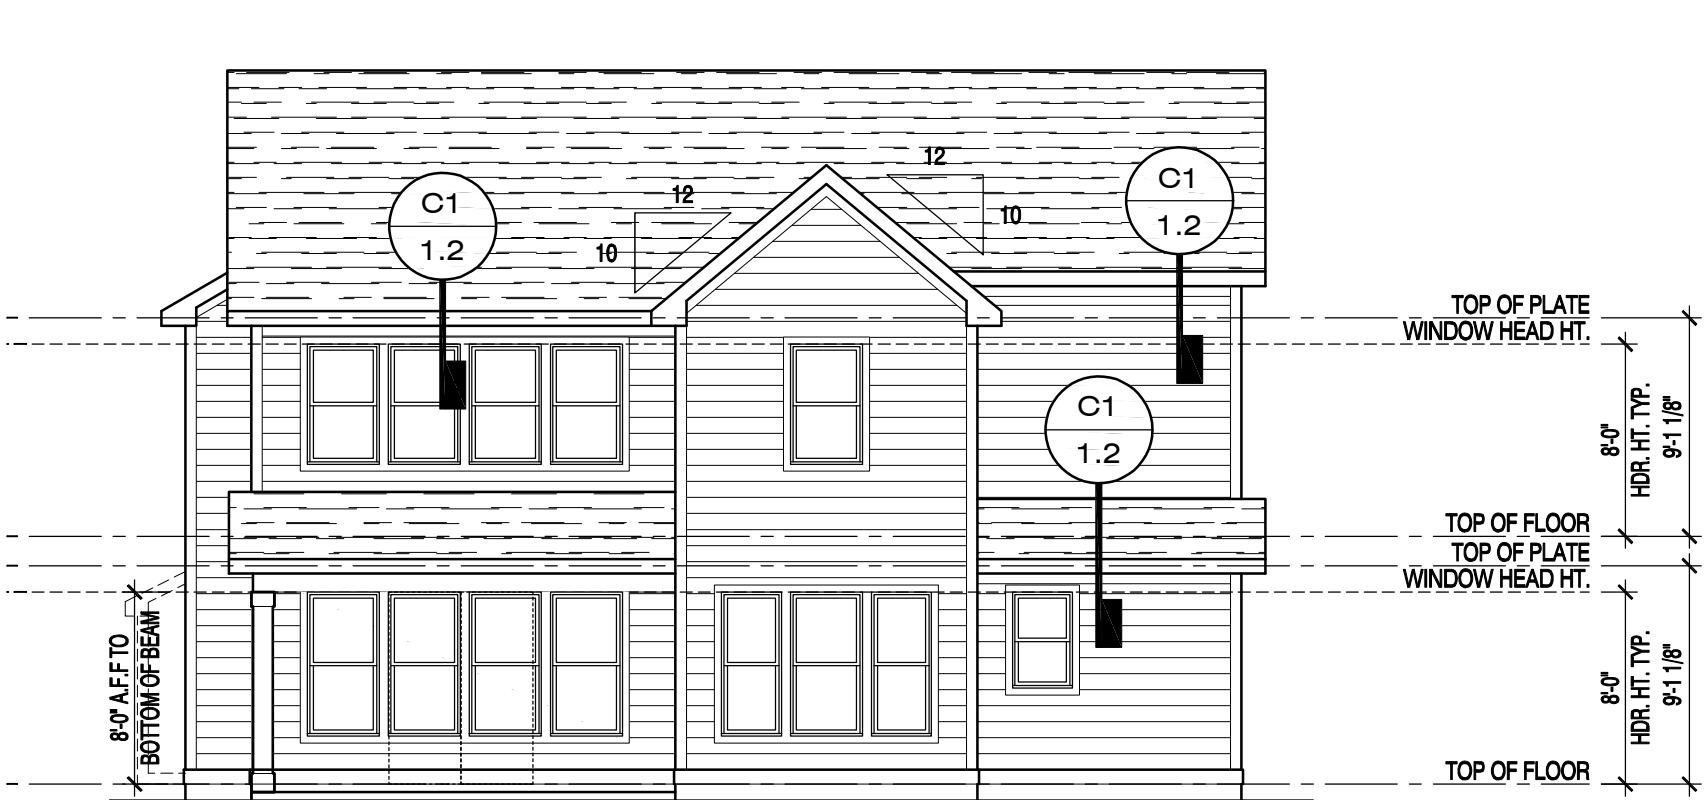 12
C1
1.2
12
10
10
C1
1.2
TOP OF PLATE
WINDOW HEAD HT.
C1
1.2
8'-0"
HDR. HT. TYP.
9'-1 1/8"
TOP OF FLOOR
TOP OF PLATE
WINDOW HEAD HT.
8'-0" A.F.F TO
BOTTOM OF BEAM
8'-0"
HDR. HT. TYP.
9'-1 1/8"
TOP OF FLOOR